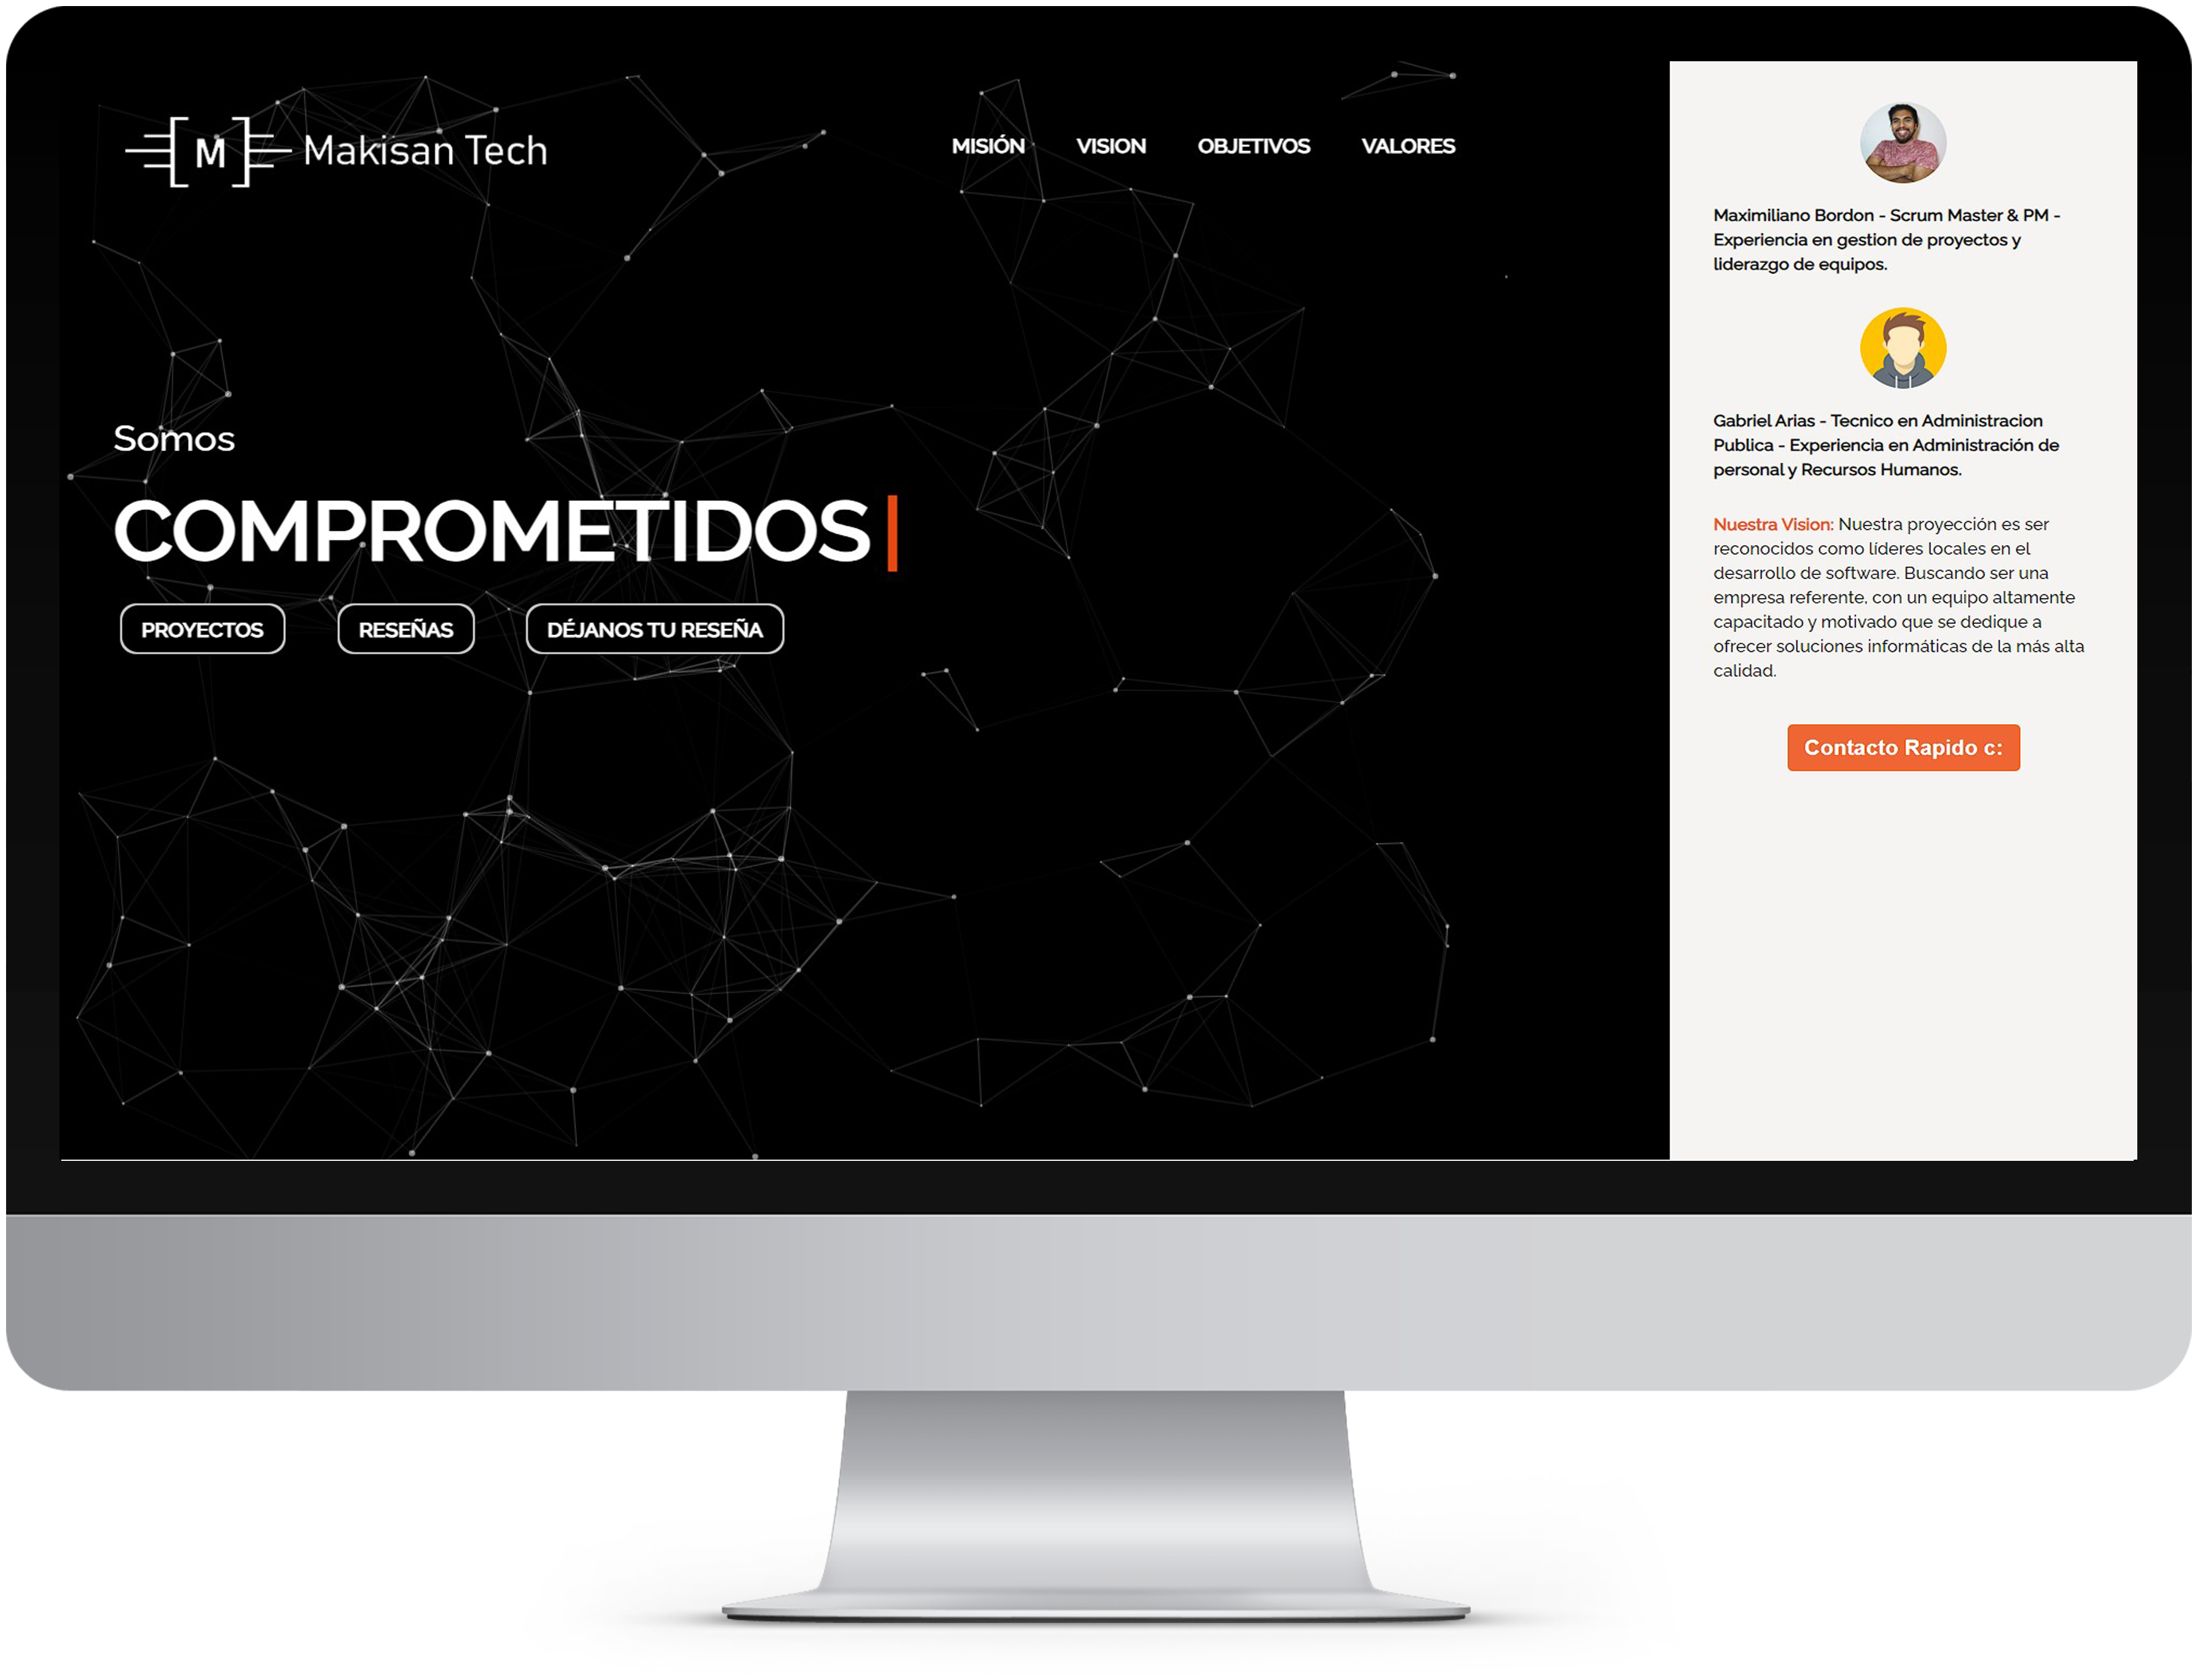 [M] Makisan Tech
MISIÓN VISION OBJETIVOS VALORES
Somos
COMPROMETIDOS
PROYECTOS RESEÑAS DÉJANOS TU RESEÑA
Maximiliano Bordon - Scrum Master & PM -
Experiencia en gestion de proyectos y
liderazgo de equipos.
Gabriel Arias - Tecnico en Administracion
Publica - Experiencia en Administración de
personal y Recursos Humanos.
Nuestra Vision: Nuestra proyección es ser
reconocidos como líderes locales en el
desarrollo de software. Buscando ser una
empresa referente, con un equipo altamente
capacitado y motivado que se dedique a
ofrecer soluciones informáticas de la más alta
calidad.
Contacto Rapido c: